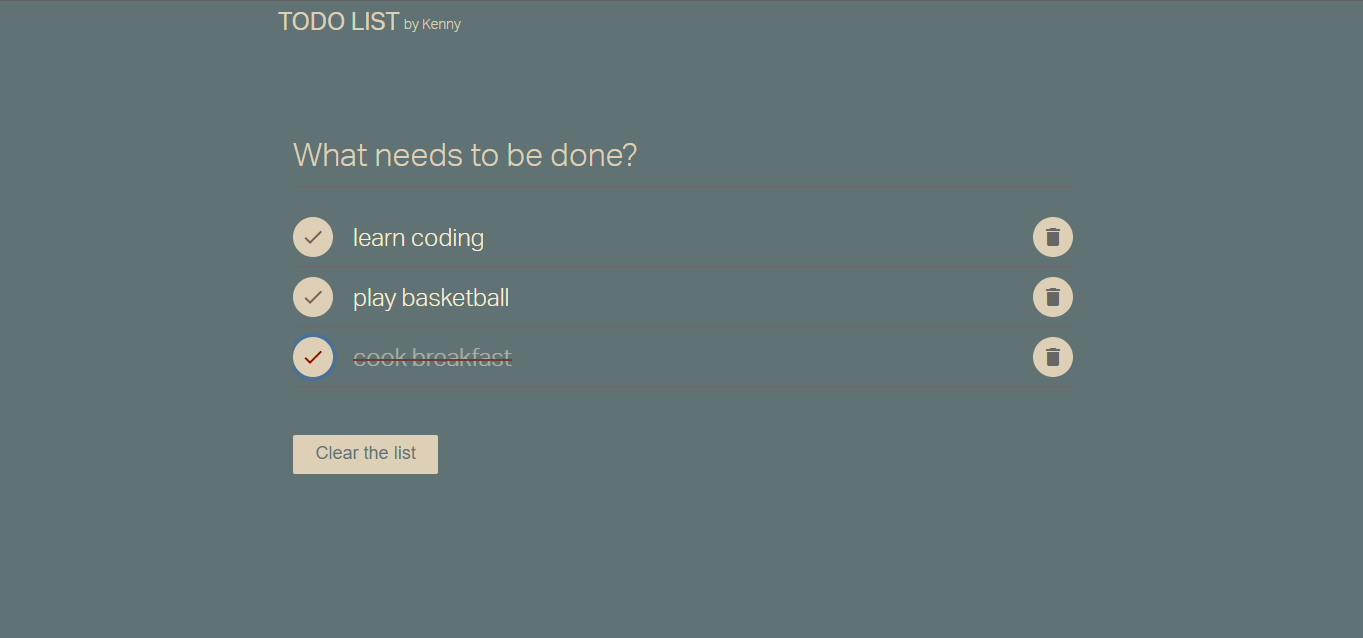 TODO LIST by Kenny
What needs to be done?
learn coding
play basketball
cook breakfast
Clear the list